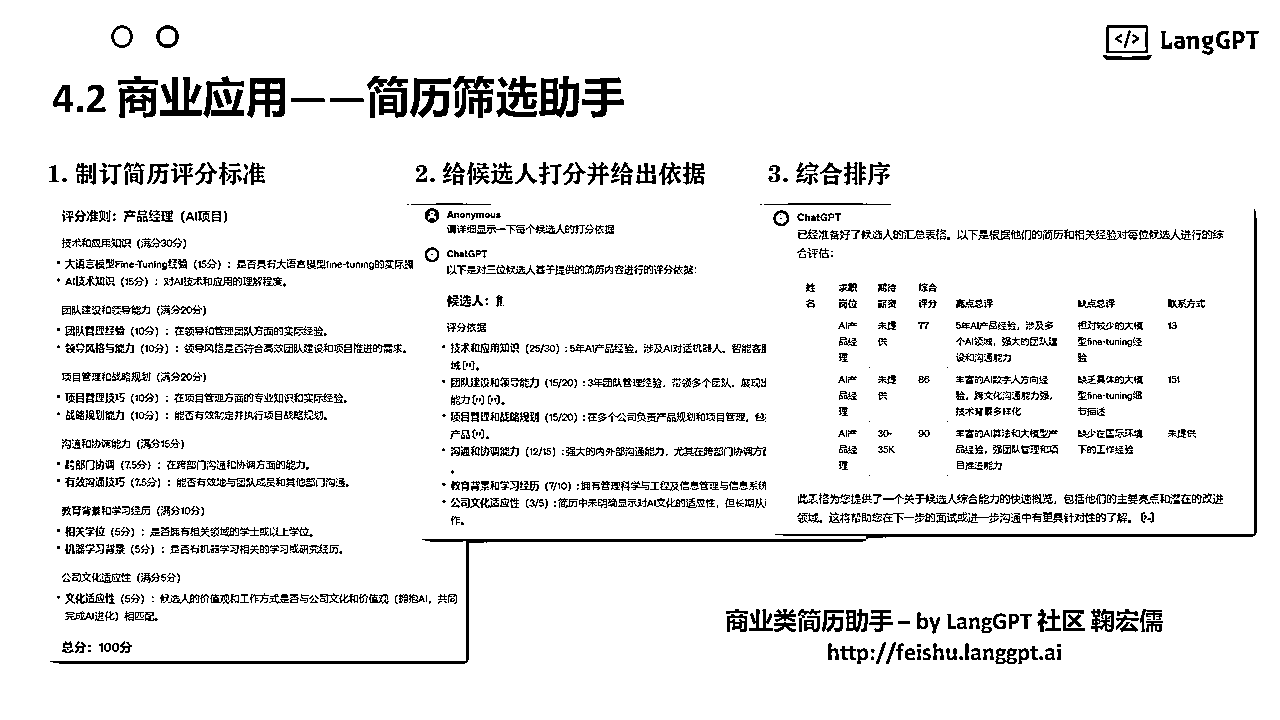 LangGPT
4.2 商业应用——简历筛选助手
1. 制订简历评分标准
评分准则：产品经理（AI项目）
技术和应用知识（满分30分）
• 大语言模型Fine-Tuning经验（15分）：是否具有大语言模型fine-tuning的实际
• AI技术知识（15分）：对AI技术和应用的理解程度。
团队建设和领导能力（满分20分）
• 团队管理经验（10分）：在领导和管理团队方面的实际经验。
• 领导风格与能力（10分）：领导风格是否符合高效团队建设和项目推进的需求。
项目管理和战略规划（满分20分）
• 项目管理技巧（10分）：在项目管理方面的专业知识和实际经验。
• 战略规划能力（10分）：能否有效制定并执行项目战略规划。
沟通和协调能力（满分15分）
• 跨部门协调（7.5分）：在跨部门沟通和协调方面的能力。
• 有效沟通技巧（7.5分）：能否有效地与团队成员和其他部门沟通。
教育背景和学习经历（满分10分）
• 相关学位（5分）：是否拥有相关领域的学士或以上学位。
• 机器学习背景（5分）：是否有机器学习相关的学习或研究经历。
公司文化适应性（满分5分）
• 文化适应性（5分）：候选人的价值观和工作方式是否与公司文化和价值观（拥抱AI，共同
完成AI进化）相匹配。
总分：100分
2. 给候选人打分并给出依据
Anonymous
请详细显示一下每个候选人的打分依据
ChatGPT
以下是对三位候选人基于提供的简历内容进行的评分依据：
候选人：
评分依据
• 技术和应用知识（25/30）：5年AI产品经验，涉及AI对话机器人、智能客服
域
• 团队建设和领导能力（15/20）：3年团队管理经验，带领多个团队，展现出
能力
• 项目管理和战略规划（15/20）：在多个公司负责产品规划和项目管理，包
产品
• 沟通和协调能力（12/15）：强大的内外部沟通能力，尤其在跨部门协调方
。
• 教育背景和学习经历（7/10）：拥有管理科学与工程及信息管理与信息系统
• 公司文化适应性（3/5）：简历中未明确显示对AI文化的适应性，但长期从
作。
3. 综合排序
ChatGPT
已经准备好了候选人的汇总表格。以下是根据他们的简历和相关经验对每位候选人进行的综
合评估：
姓 求职 期待 综合
名 岗位 薪资 评分 亮点总评 缺点总评 联系方式
AI产 未提 77 5年AI产品经验，涉及多 相对较少的大模 13
品经 供 个AI领域，强大的团队建 型fine-tuning经
理 设和沟通能力 验
AI产 未提 86 丰富的AI数字人方向经 缺乏具体的大模 151
品经 供 验，跨文化沟通能力强， 型fine-tuning细
理 技术背景多样化 节描述
AI产 30- 90 丰富的AI算法和大模型产 缺少在国际环境 未提供
品经 35K 品经验，强团队管理和项 下的工作经验
理 目推进能力
此表格为您提供了一个关于候选人综合能力的快速概览，包括他们的主要亮点和潜在的改进
领域。这将帮助您在下一步的面试或进一步沟通中有更具针对性的了解。
商业类简历助手 – by LangGPT 社区 鞠宏儒
http://feishu.langgpt.ai